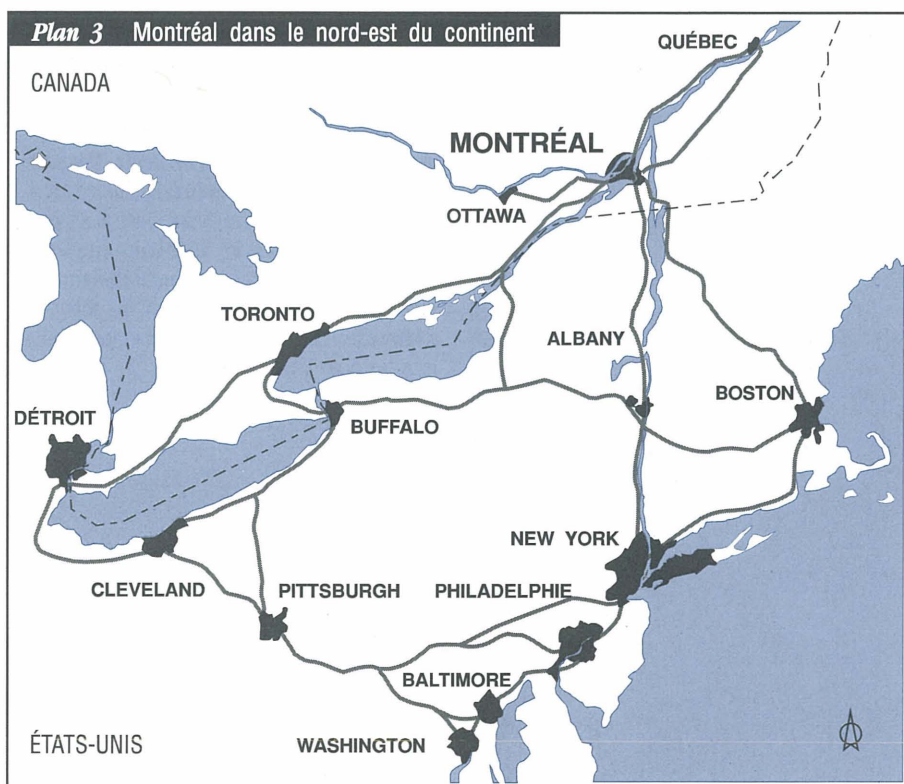 Plan 3 Montréal dans le nord-est du continent
QUÉBEC
CANADA
MONTRÉAL
OTTAWA
TORONTO
ALBANY
BOSTON
DÉTROIT
BUFFALO
NEW YORK
CLEVELAND
PITTSBURGH
PHILADELPHIE
BALTIMORE
ÉTATS-UNIS
WASHINGTON